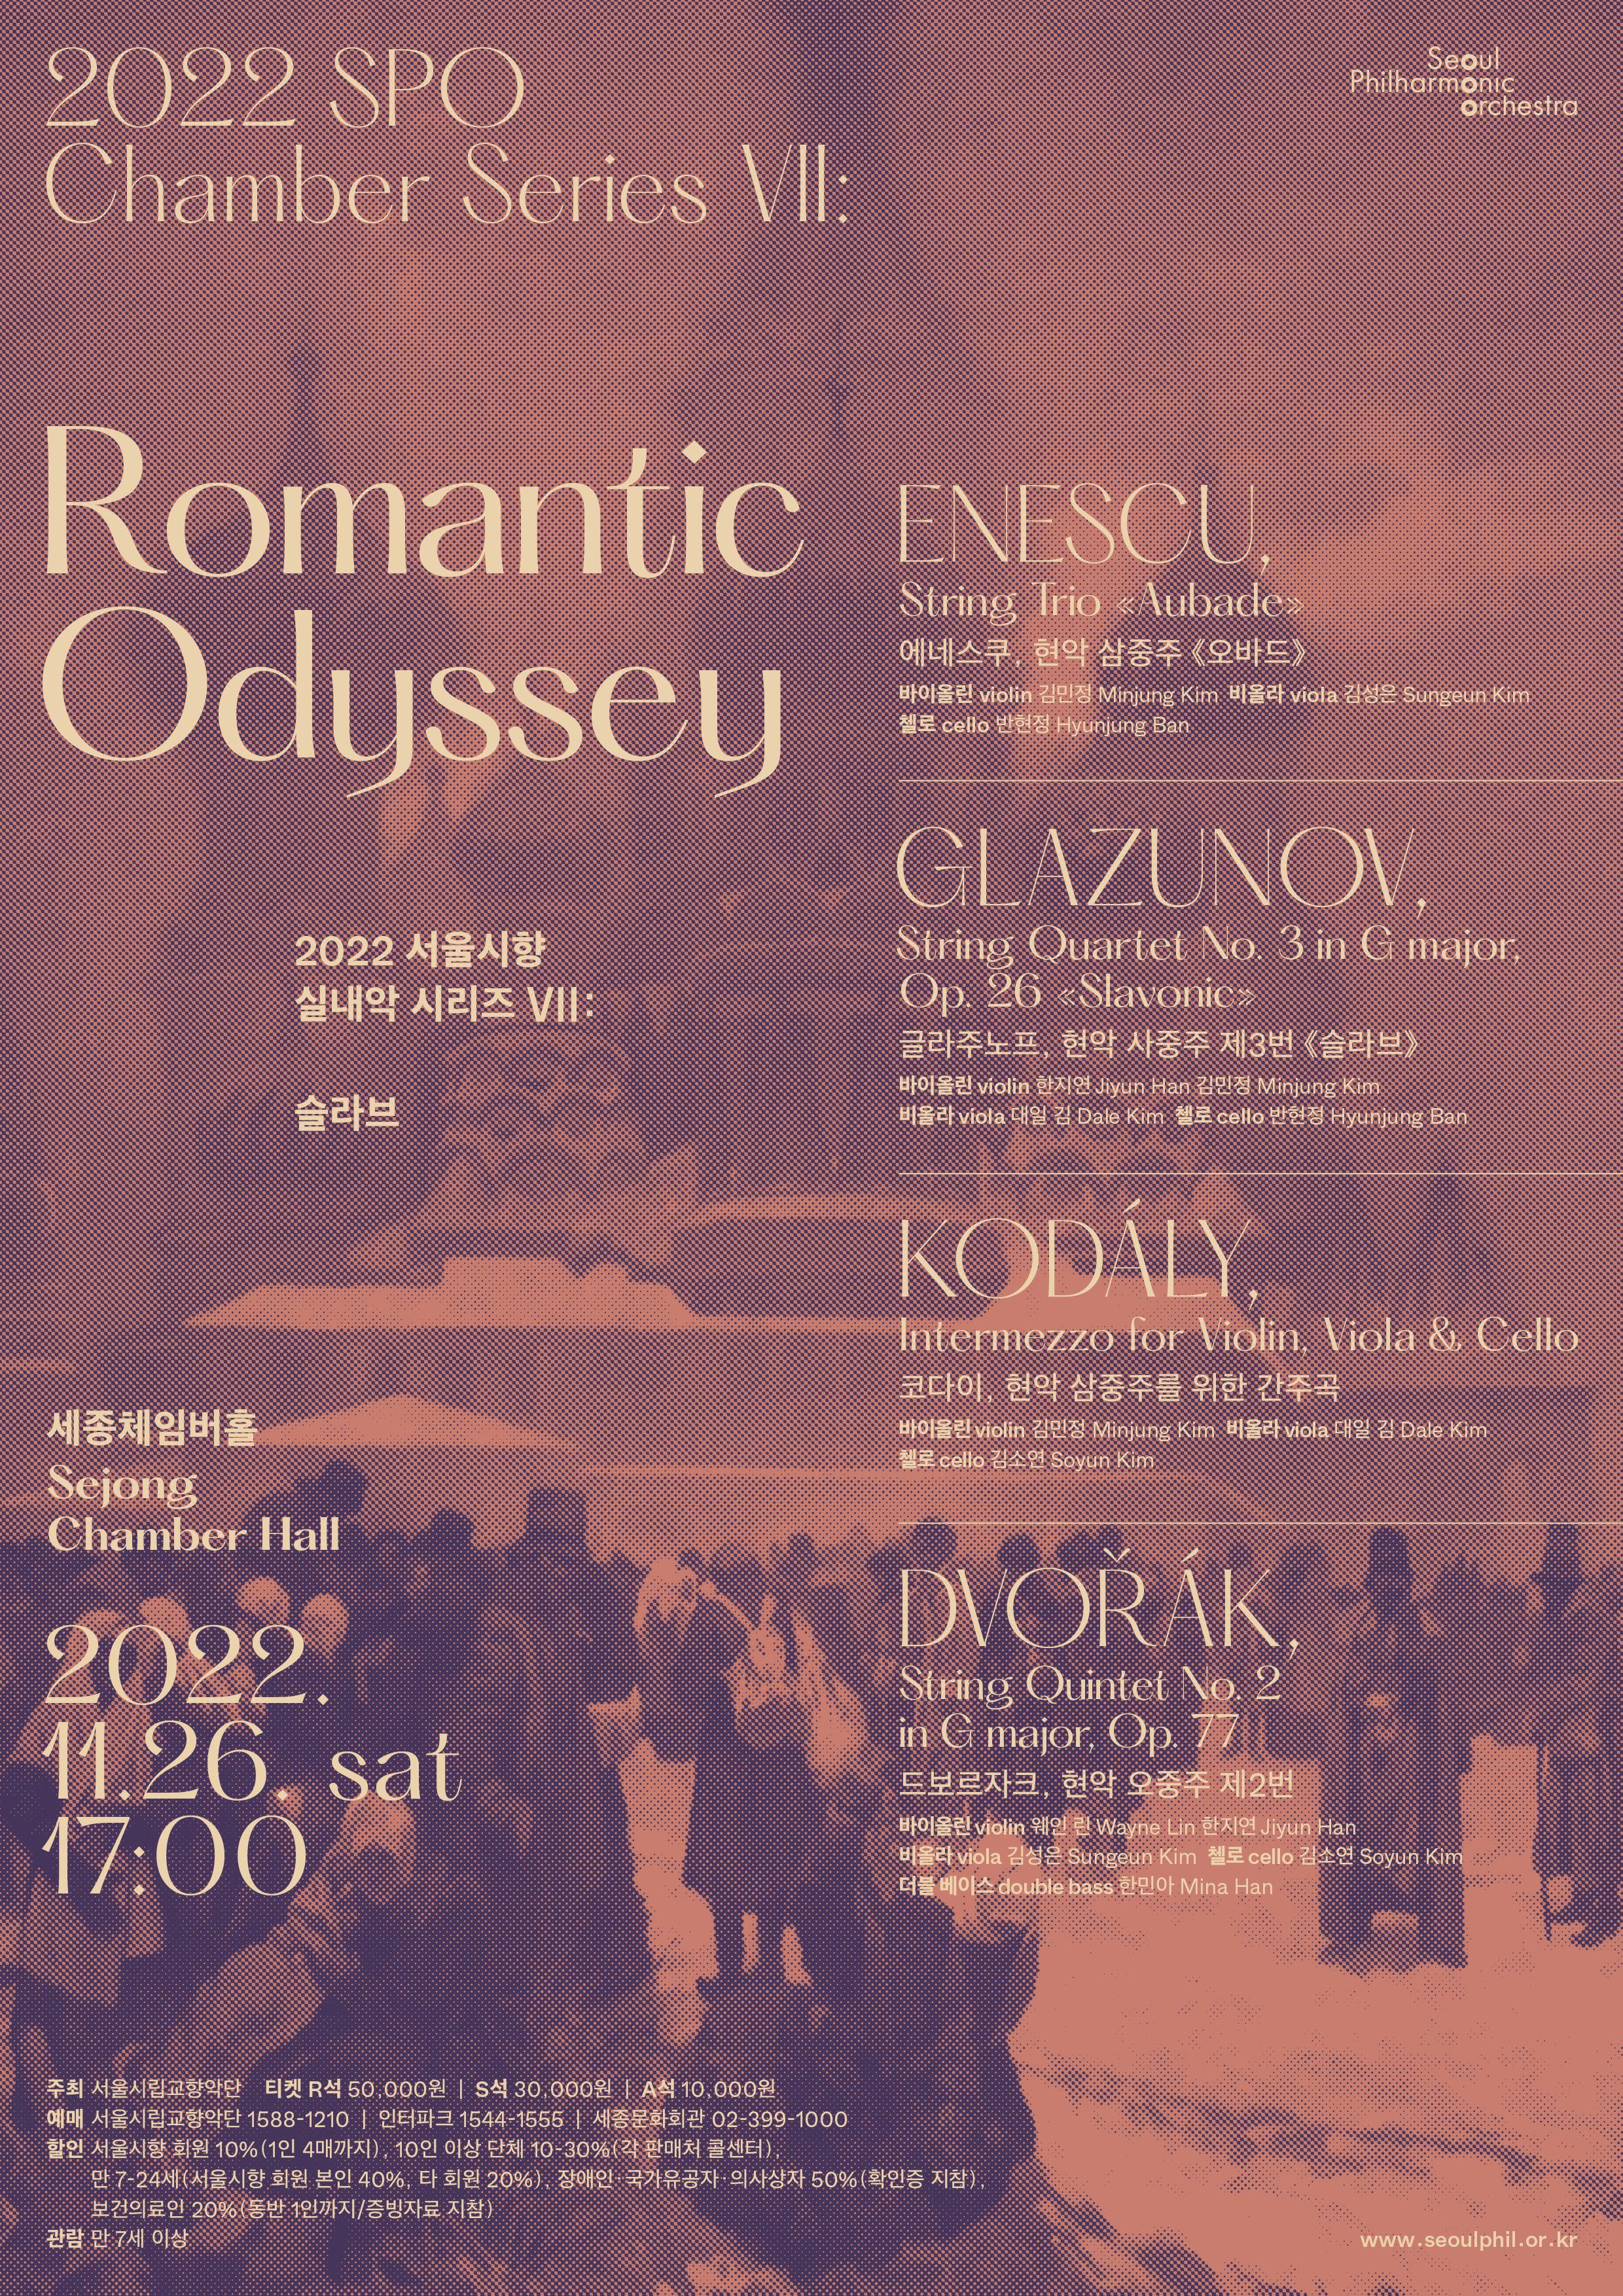 2022 SPO
Chamber Series VII:
Seoul
Philharmonic
Orchestra
Romantic
Odyssey
2022 서울시향
실내악 시리즈 VII:
슬라브
세종체임버홀
Sejong
Chamber Hall
2022.
11.26. sat
17:00
ENESCU,
String Trio «Aubade»
에네스쿠, 현악 삼중주 《오바드》
바이올린 violin 김민정 Minjung Kim 비올라 viola 김성은 Sungeun Kim
첼로 cello 반현정 Hyunjung Ban
GLAZUNOV,
String Quartet No. 3 in G major,
Op. 26 «Slavonic»
글라주노프, 현악 사중주 제3번 《슬라브》
바이올린 violin 한지연 Jiyun Han 김민정 Minjung Kim
비올라 viola 대일 김 Dale Kim 첼로 cello 반현정 Hyunjung Ban
KODÁLY,
Intermezzo for Violin, Viola & Cello
코다이, 현악 삼중주를 위한 간주곡
바이올린 violin 김민정 Minjung Kim 비올라 viola 대일 김 Dale Kim
첼로 cello 김소연 Soyun Kim
DVOŘÁK,
String Quintet No. 2
in G major, Op. 77
드보르자크, 현악 오중주 제2번
바이올린 violin 웨인 린 Wayne Lin 한지연 Jiyun Han
비올라 viola 김성은 Sungeun Kim 첼로 cello 김소연 Soyun Kim
더블 베이스 double bass 한민아 Mina Han
주최 서울시립교향악단 티켓 R석 50,000원 | S석 30,000원 | A석 10,000원
예매 서울시립교향악단 1588-1210 | 인터파크 1544-1555 | 세종문화회관 02-399-1000
할인 서울시향 회원 10%(1인 4매까지), 10인 이상 단체 10-30%(각 판매처 콜센터),
만 7-24세(서울시향 회원 본인 40%, 타 회원 20%), 장애인·국가유공자·의사상자 50%(확인증 지참),
보건의료인 20%(동반 1인까지/증빙자료 지참)
관람 만 7세 이상
www.seoulphil.or.kr